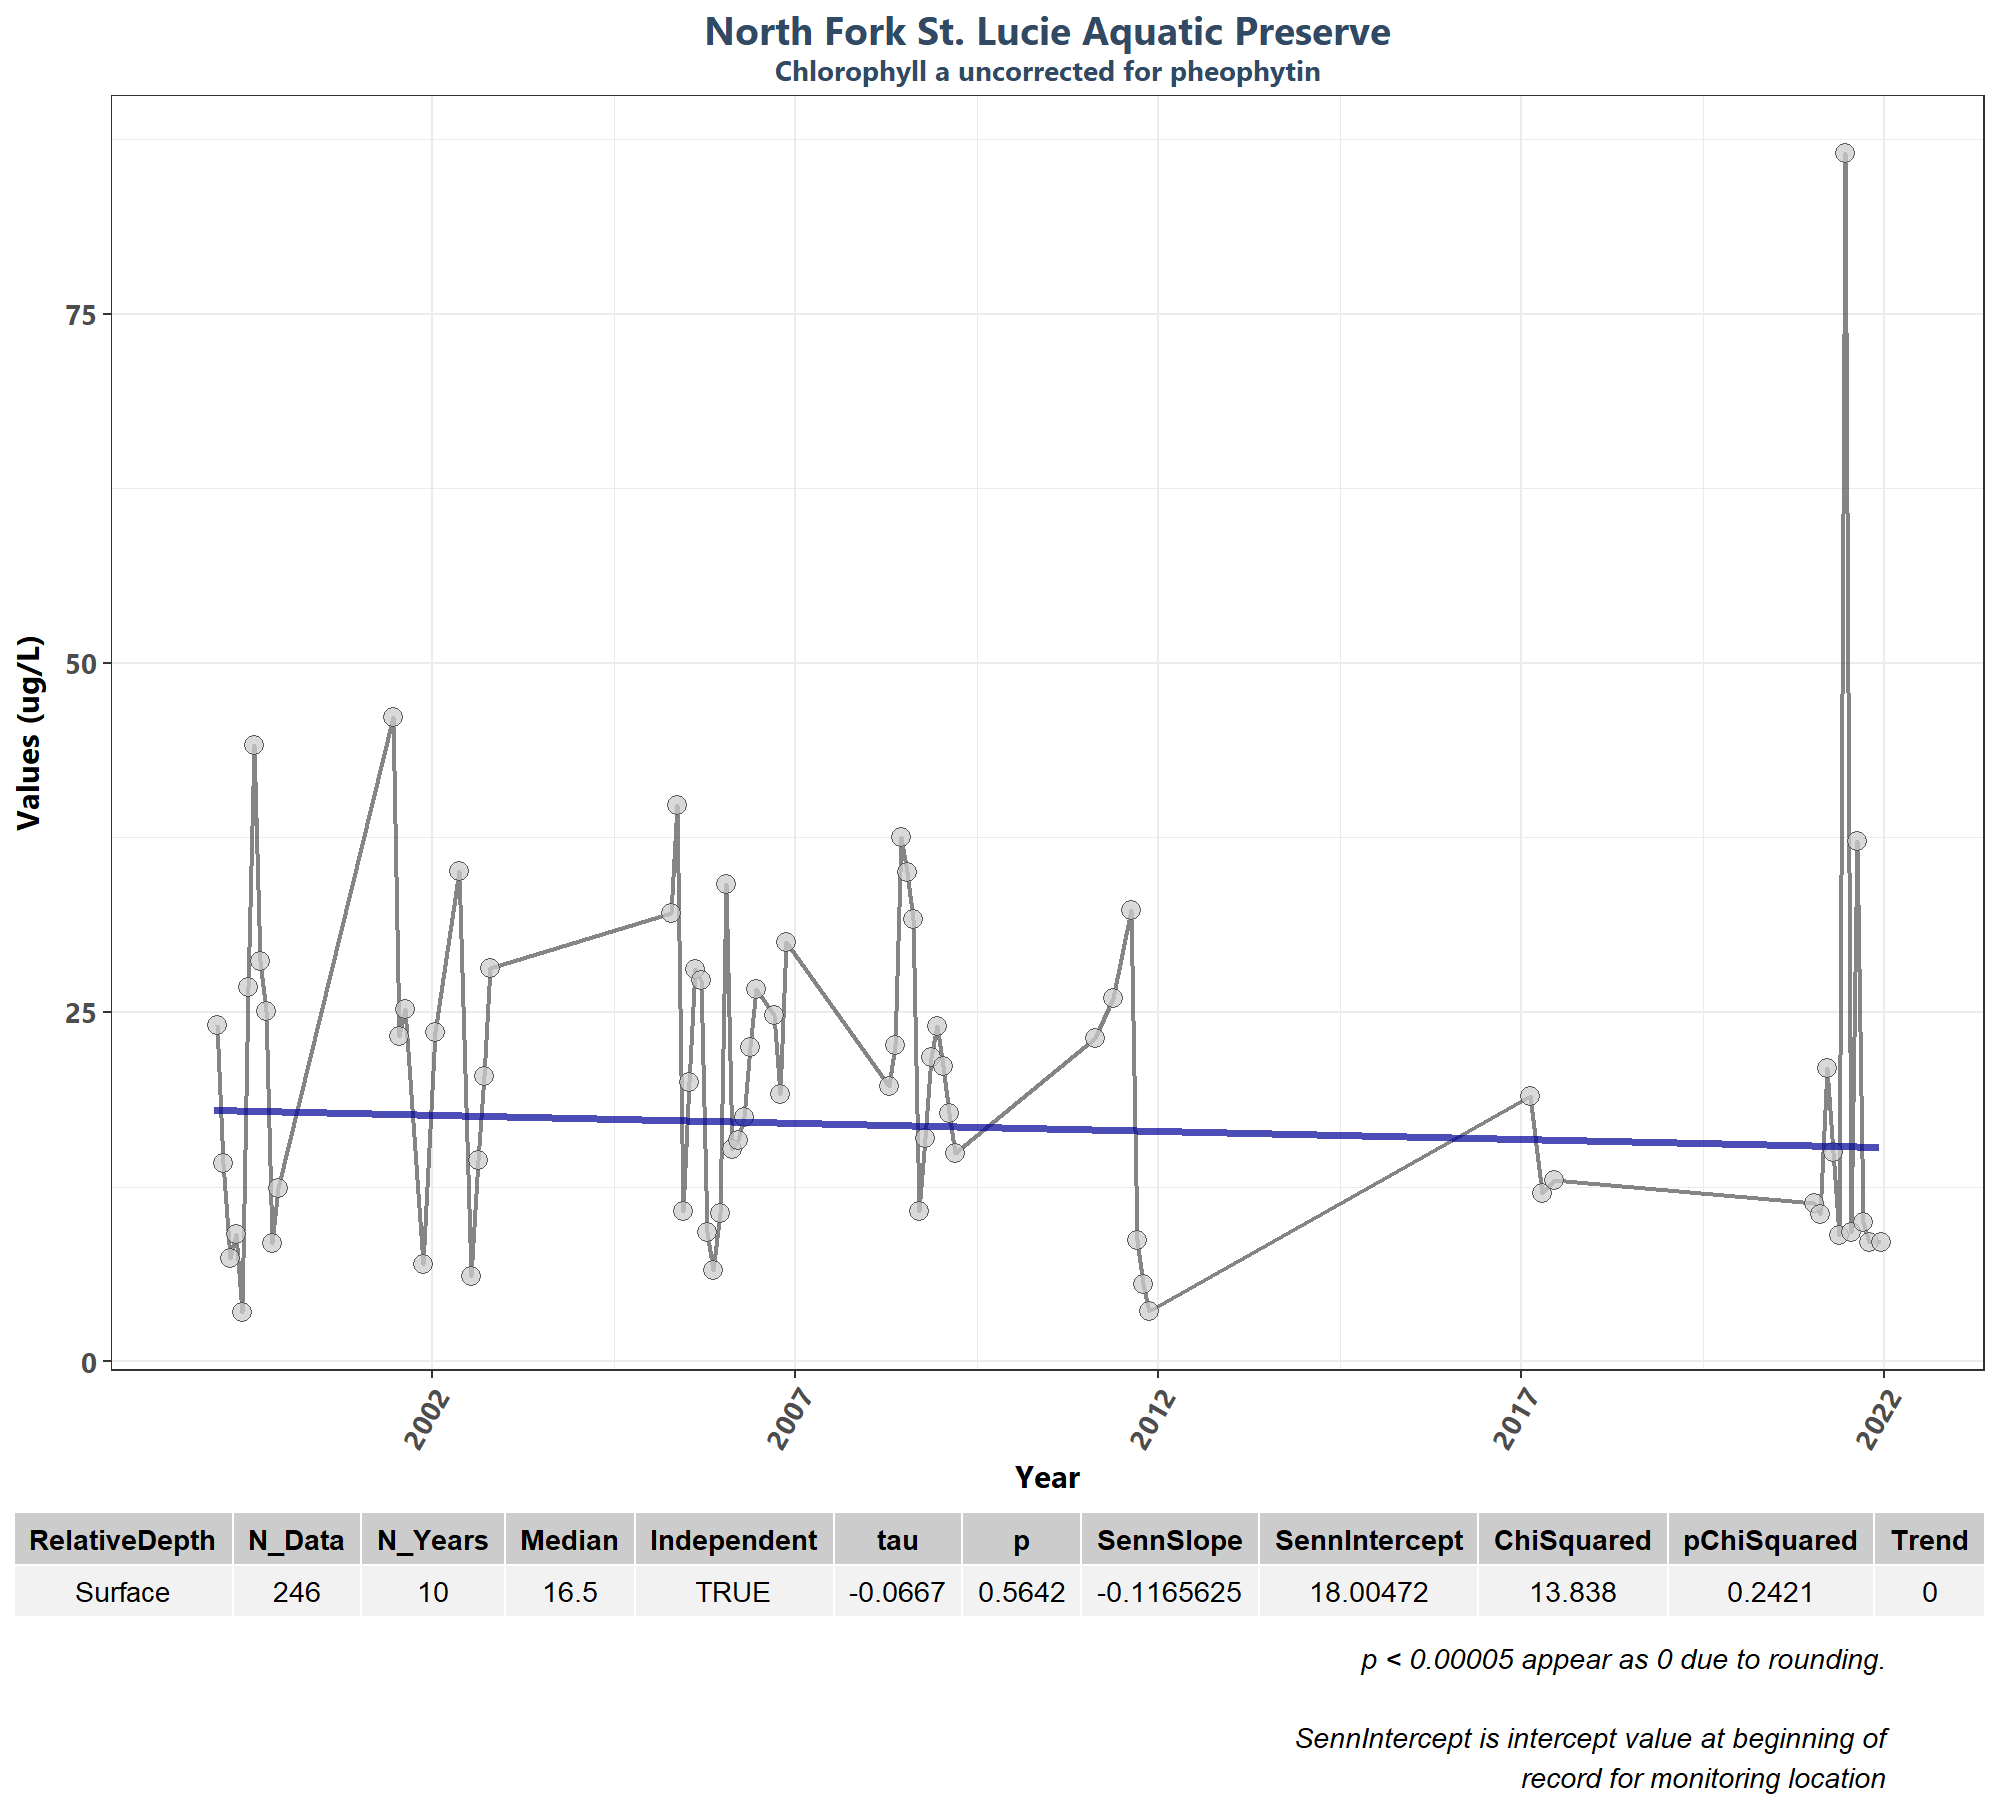 North Fork St. Lucie Aquatic Preserve
Chlorophyll a uncorrected for pheophytin
Values (ug/L)
75
50
25
0
2002 2007 2012 2017 2022
Year
RelativeDepth N_Data N_Years Median Independent tau p SennSlope SennIntercept ChiSquared pChiSquared Trend
Surface 246 10 16.5 TRUE -0.0667 0.5642 -0.1165625 18.00472 13.838 0.2421 0
p < 0.00005 appear as 0 due to rounding.
SennIntercept is intercept value at beginning of
record for monitoring location